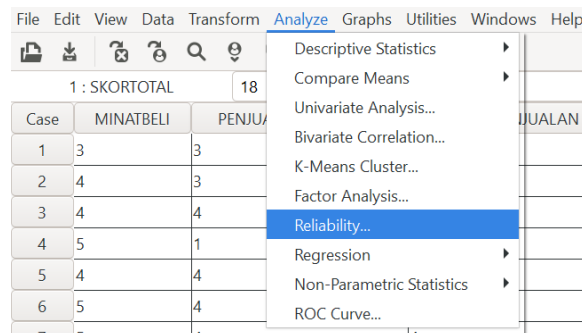 File Edit View Data Transform Analyze Graphs Utilities Windows Help
1 : SKORTOTAL 18
Case MINATBELI
1 3 3
2 4 3
3 4 4
4 5 1
5 4 4
6 5 4
Descriptive Statistics
Compare Means
Univariate Analysis...
Bivariate Correlation...
K-Means Cluster...
Factor Analysis...
Reliability...
Regression
Non-Parametric Statistics
ROC Curve...